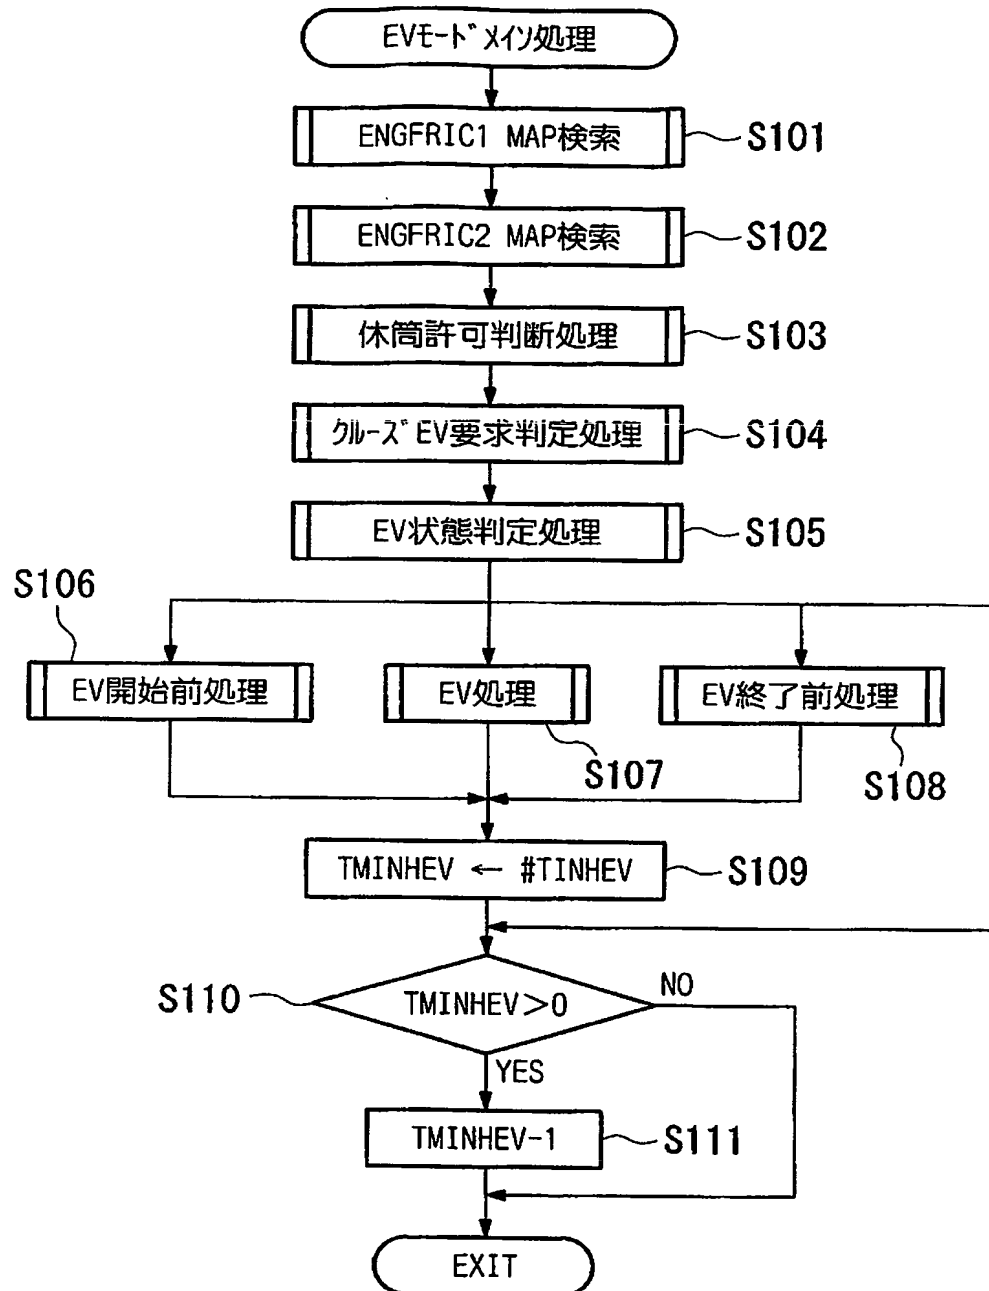 EVモードメイン処理
ENGFRIC1 MAP検索
S101
ENGFRIC2 MAP検索
S102
休筒許可判断処理
S103
クルーズEV要求判定処理
S104
EV状態判定処理
S105
S106
EV開始前処理
EV処理
EV終了前処理
S107
S108
TMINHEV ← #TINHEV
S109
S110
TMINHEV>0
NO
YES
TMINHEV-1
S111
EXIT